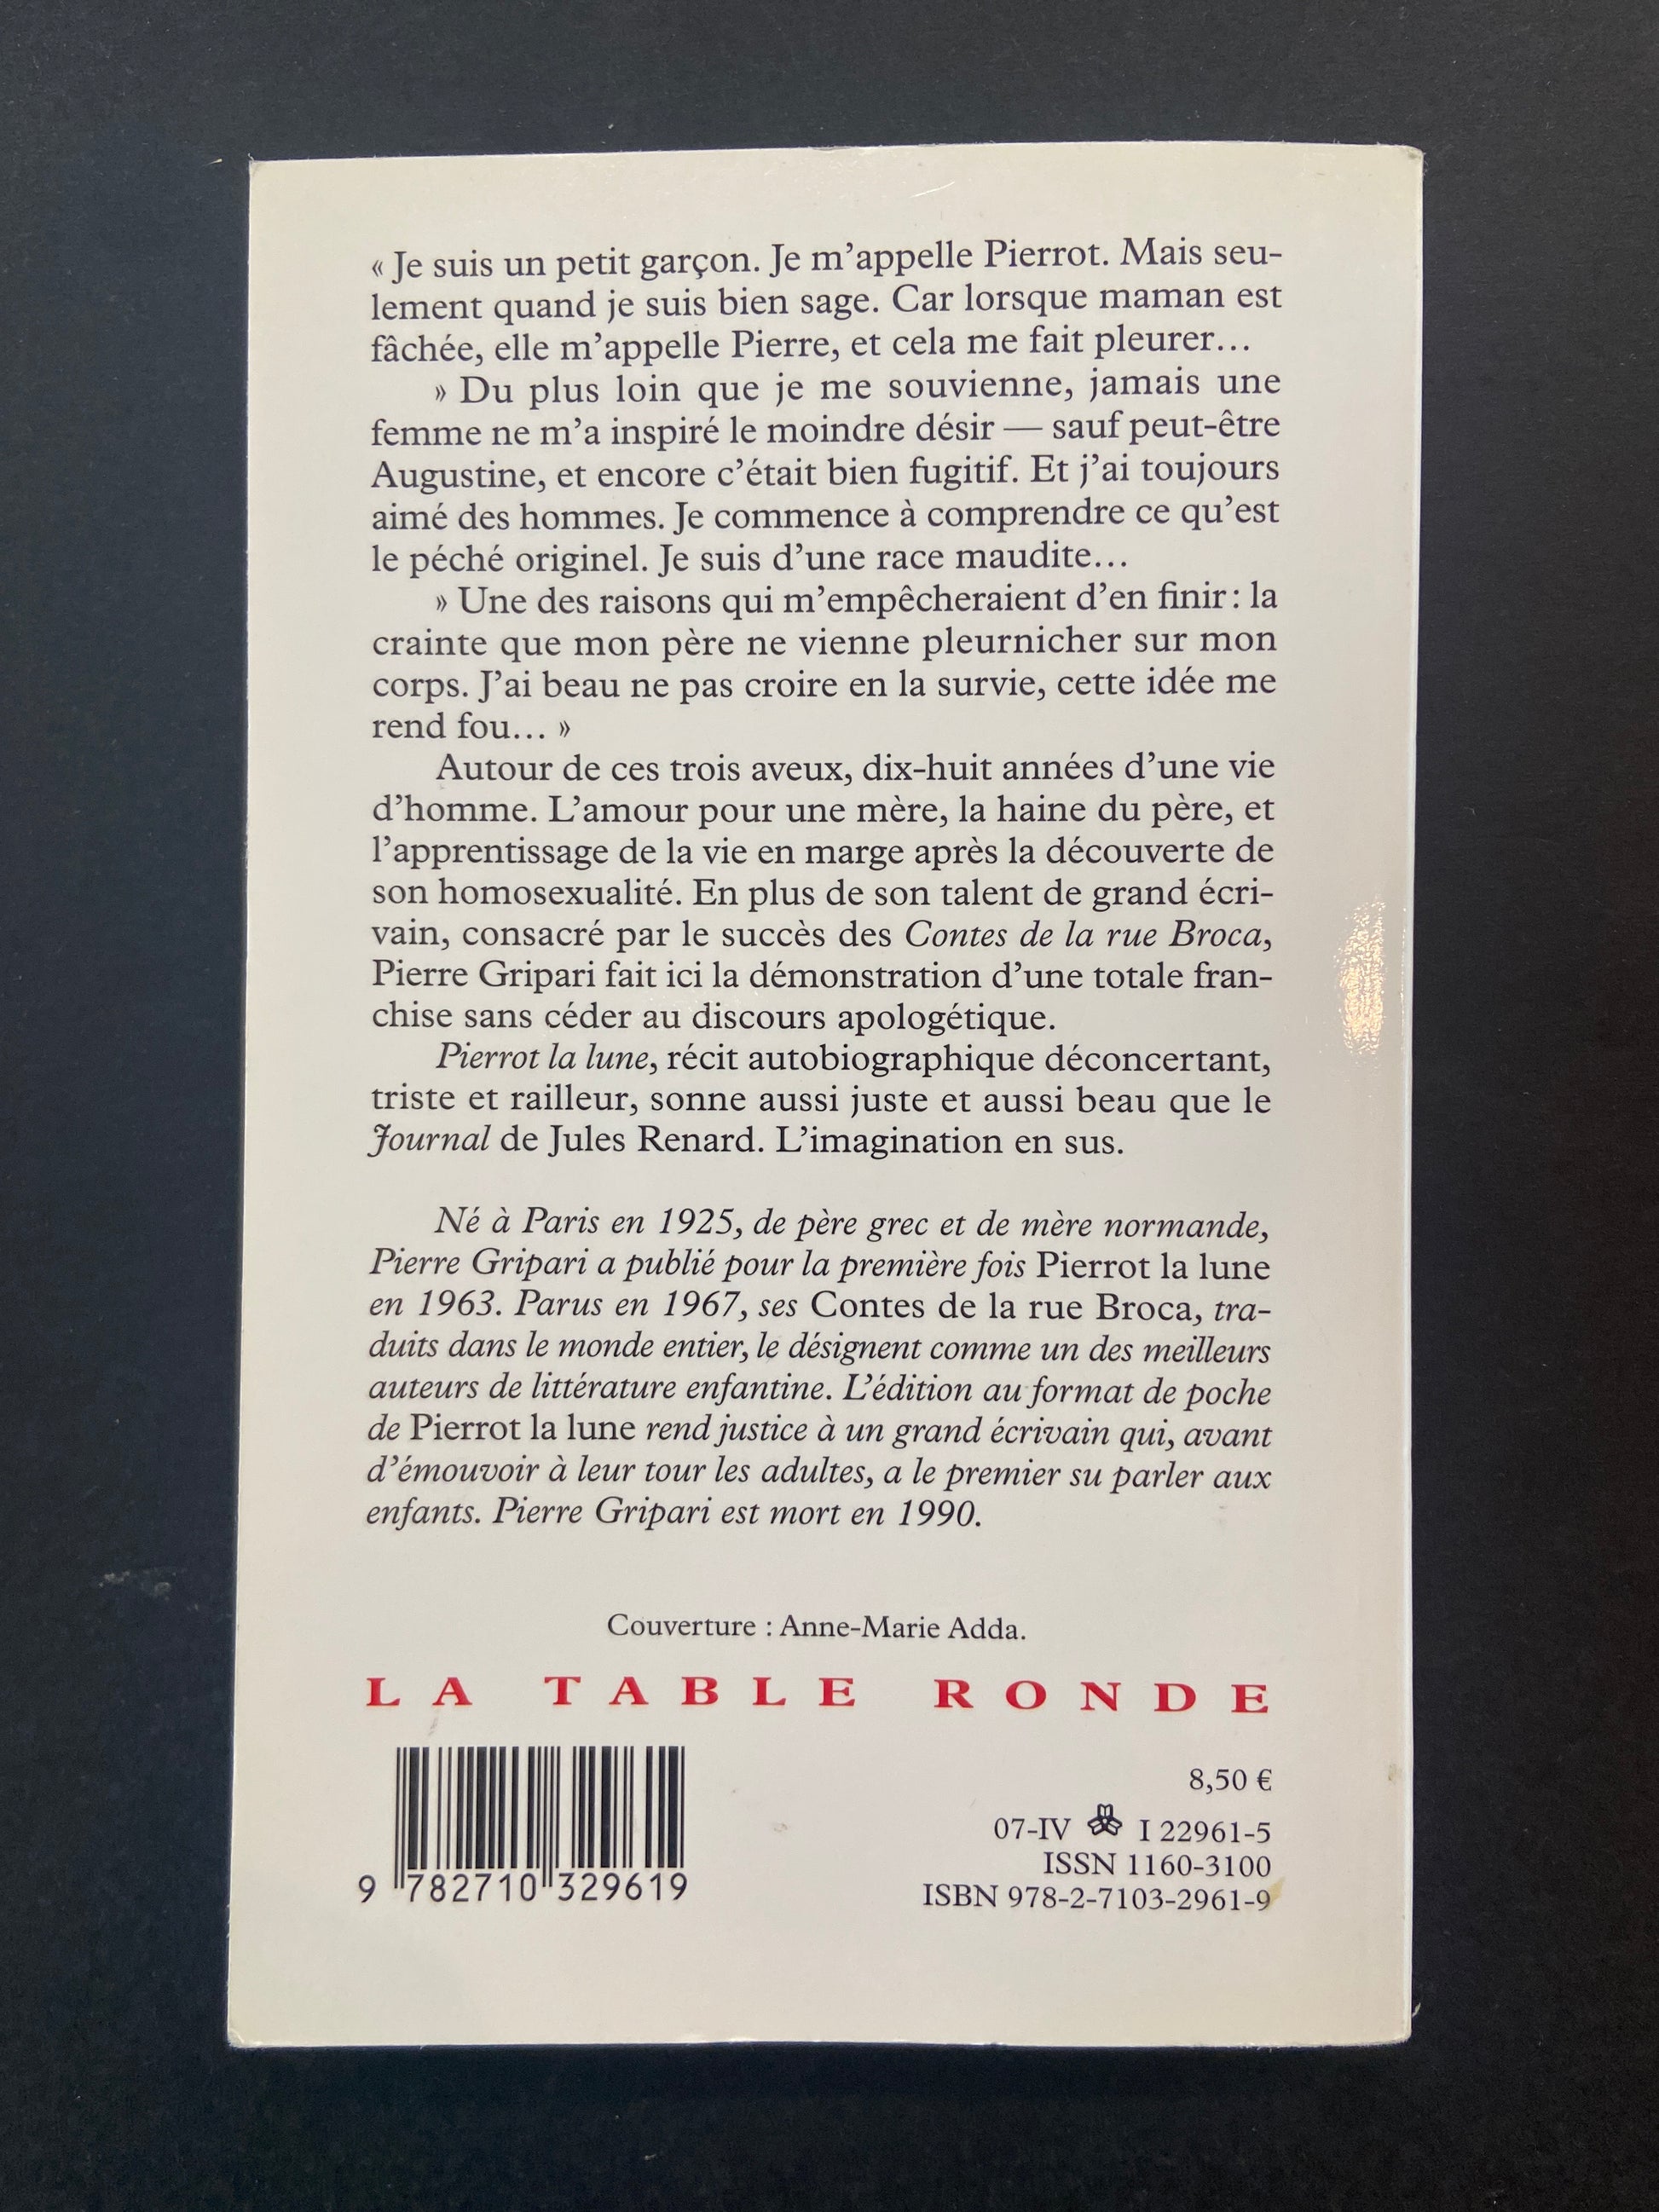 « Je suis un petit garçon. Je m’appelle Pierrot. Mais seu-
lement quand je suis bien sage. Car lorsque maman est
fâchée, elle m’appelle Pierre, et cela me fait pleurer…
» Du plus loin que je me souvienne, jamais une
femme ne m’a inspiré le moindre désir — sauf peut-être
Augustine, et encore c’était bien fugitif. Et j’ai toujours
aimé des hommes. Je commence à comprendre ce qu’est
le péché originel. Je suis d’une race maudite…
» Une des raisons qui m’empêcheraient d’en finir : la
crainte que mon père ne vienne pleurnicher sur mon
corps. J’ai beau ne pas croire en la survie, cette idée me
rend fou… »
Autour de ces trois aveux, dix-huit années d’une vie
d’homme. L’amour pour une mère, la haine du père, et
l’apprentissage de la vie en marge après la découverte de
son homosexualité. En plus de son talent de grand écri-
vain, consacré par le succès des Contes de la rue Broca,
Pierre Gripari fait ici la démonstration d’une totale fran-
chise sans céder au discours apologétique.
Pierrot la lune, récit autobiographique déconcertant,
triste et railleur, sonne aussi juste et aussi beau que le
Journal de Jules Renard. L’imagination en sus.
Né à Paris en 1925, de père grec et de mère normande,
Pierre Gripari a publié pour la première fois Pierrot la lune
en 1963. Parus en 1967, ses Contes de la rue Broca, tra-
duits dans le monde entier, le désignent comme un des meilleurs
auteurs de littérature enfantine. L’édition au format de poche
de Pierrot la lune rend justice à un grand écrivain qui, avant
d’émouvoir à leur tour les adultes, a le premier su parler aux
enfants. Pierre Gripari est mort en 1990.
Couverture : Anne-Marie Adda.
LA TABLE RONDE
8,50 €
07-IV I 22961-5
ISSN 1160-3100
ISBN 978-2-7103-2961-9
9 782710 329619